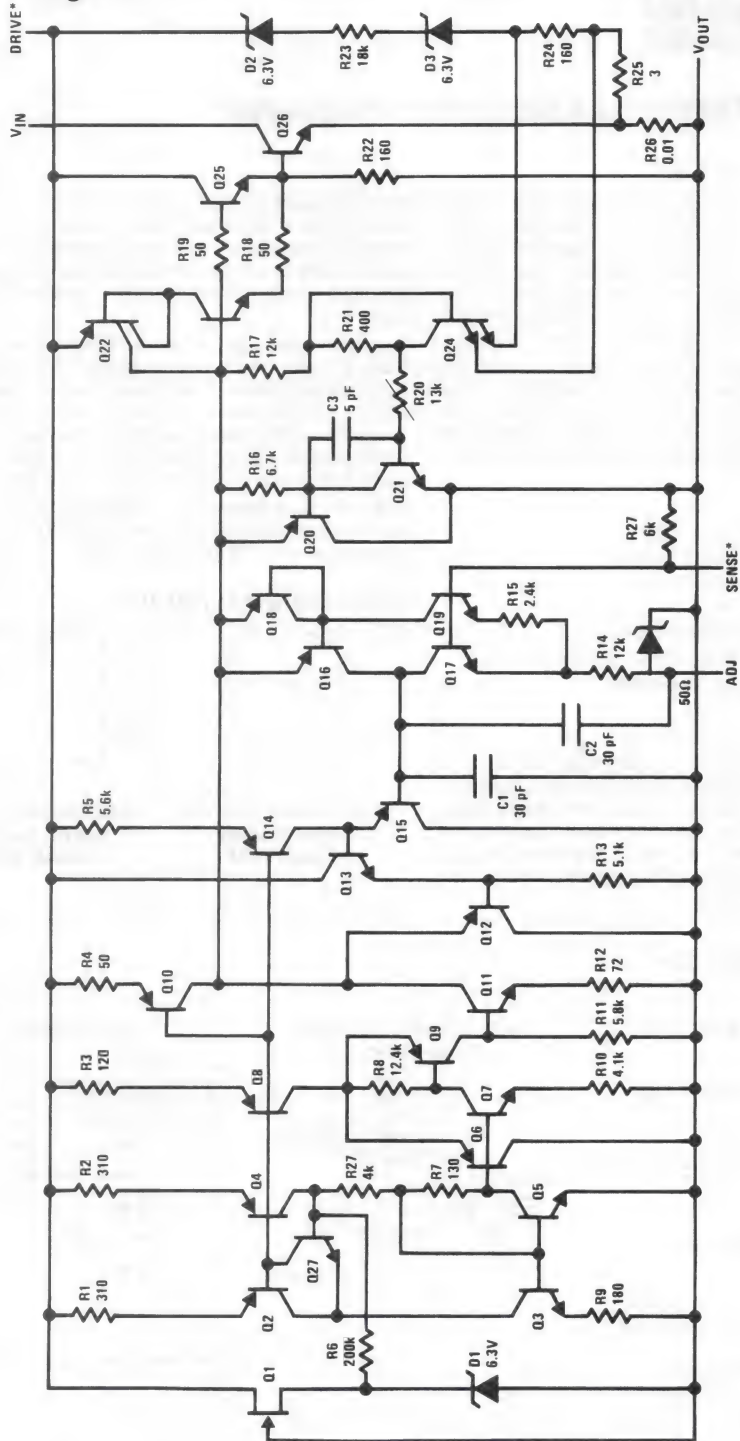 DRIVE*
VIN
VOUT
D2
6.3V
R23
18k
D3
6.3V
R24
160
R25
3
R26
0.01
Q26
Q25
R22
160
R19
50
R18
50
Q22
R17
12k
R21
400
Q24
R20
13k
C3
5 pF
R16
6.7k
Q20
Q21
R27
6k
SENSE*
Q18
Q16
Q19
Q17
R15
2.4k
R14
12k
50Ω
ADJ
C2
30 pF
C1
30 pF
R5
5.6k
Q14
Q13
Q15
R13
5.1k
Q12
R4
50
Q10
Q11
R12
72
R11
5.8k
Q9
R3
120
Q8
R8
12.4k
Q7
R10
4.1k
Q6
R2
310
Q4
R27
4k
R7
130
Q5
Q27
R1
310
Q2
Q3
R9
180
Q1
R6
200k
D1
6.3V